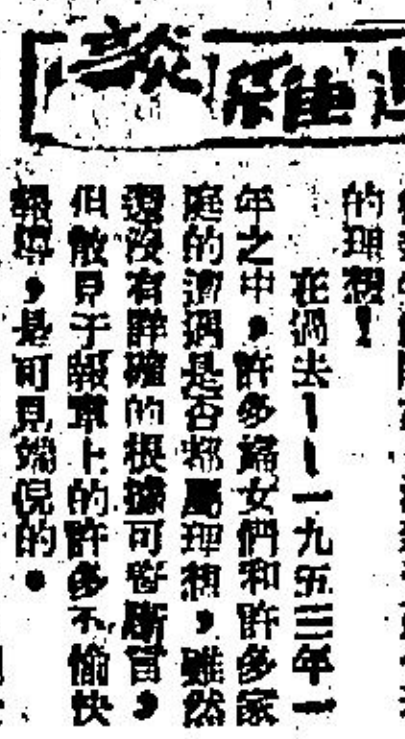 週雜談
的理想!
在過去——一九五三年一
年之中,許多婦女們和許多家
庭的遭遇是否都屬理想,雖然
還沒有詳確的根據可資斷言,
但散見于報章上的許多不愉快
報導,是可見端倪的。